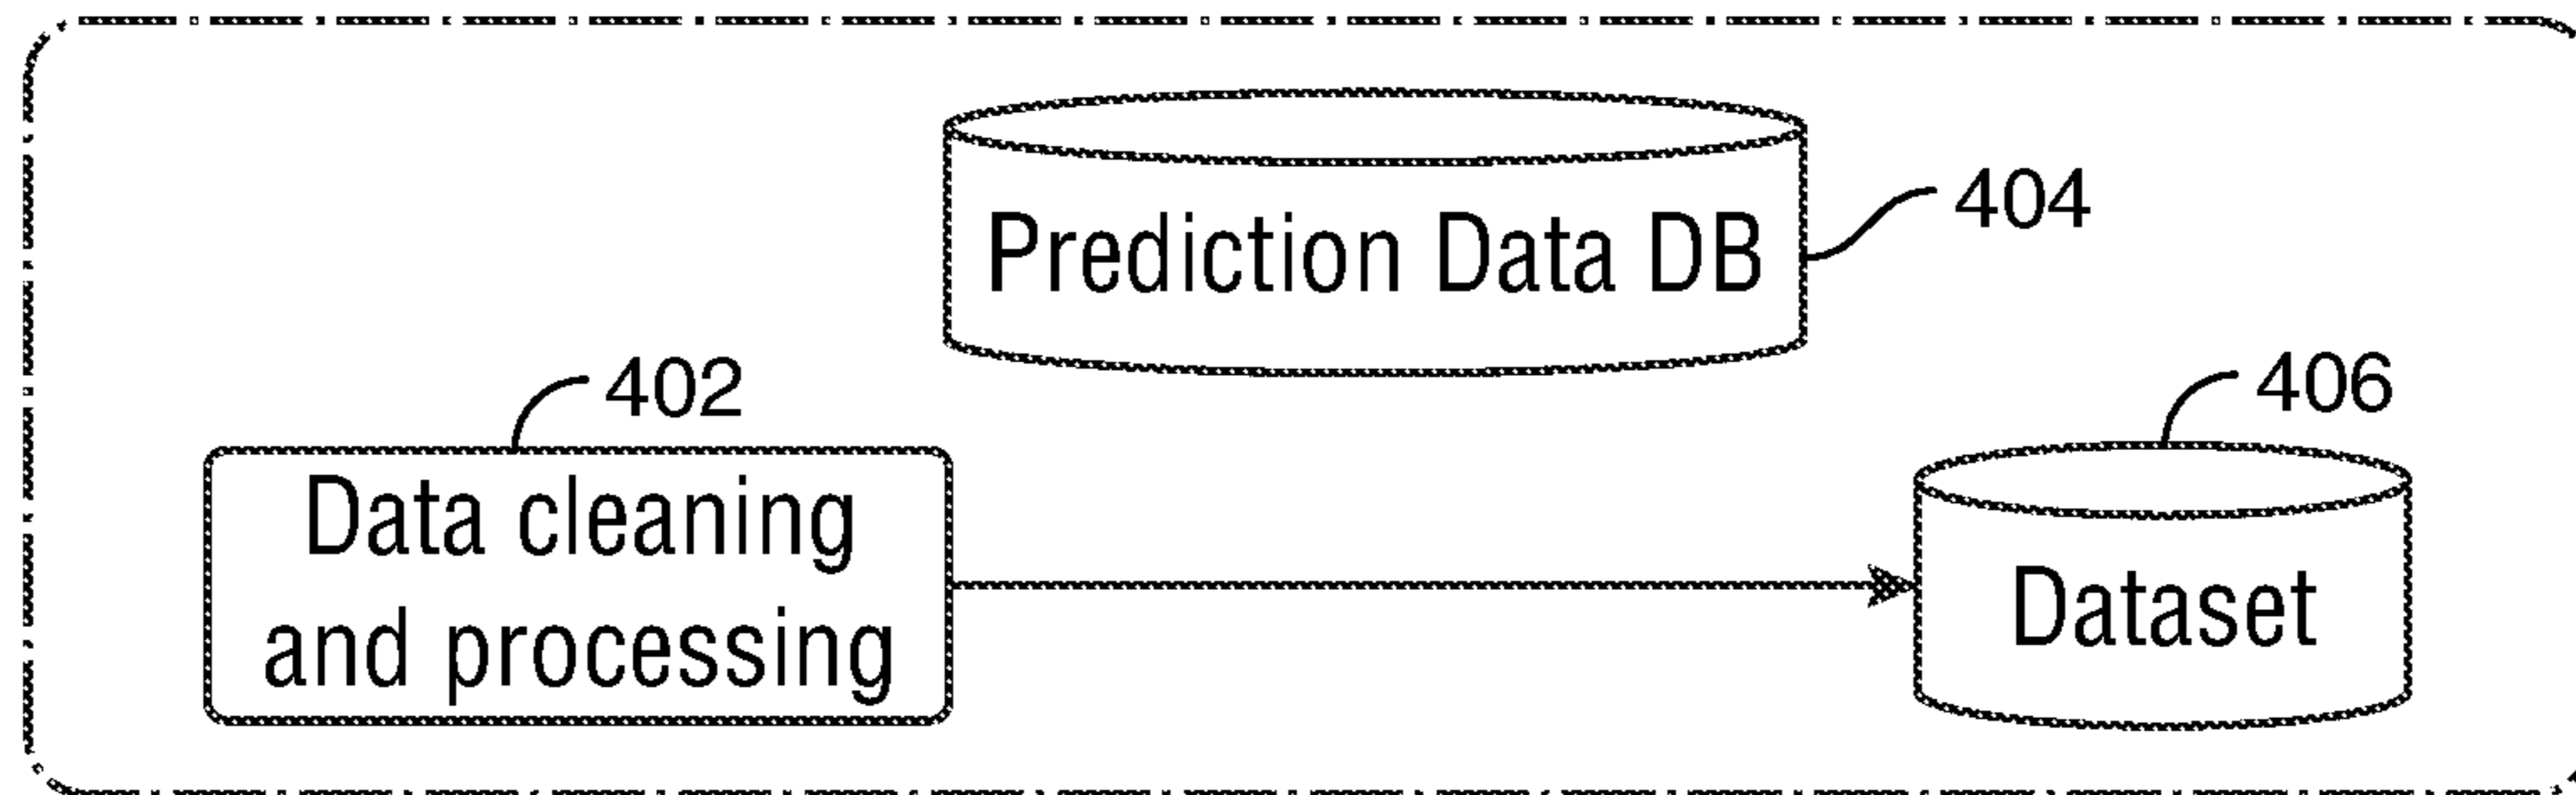 404
Prediction Data DB
402
406
Data cleaning
and processing
Dataset